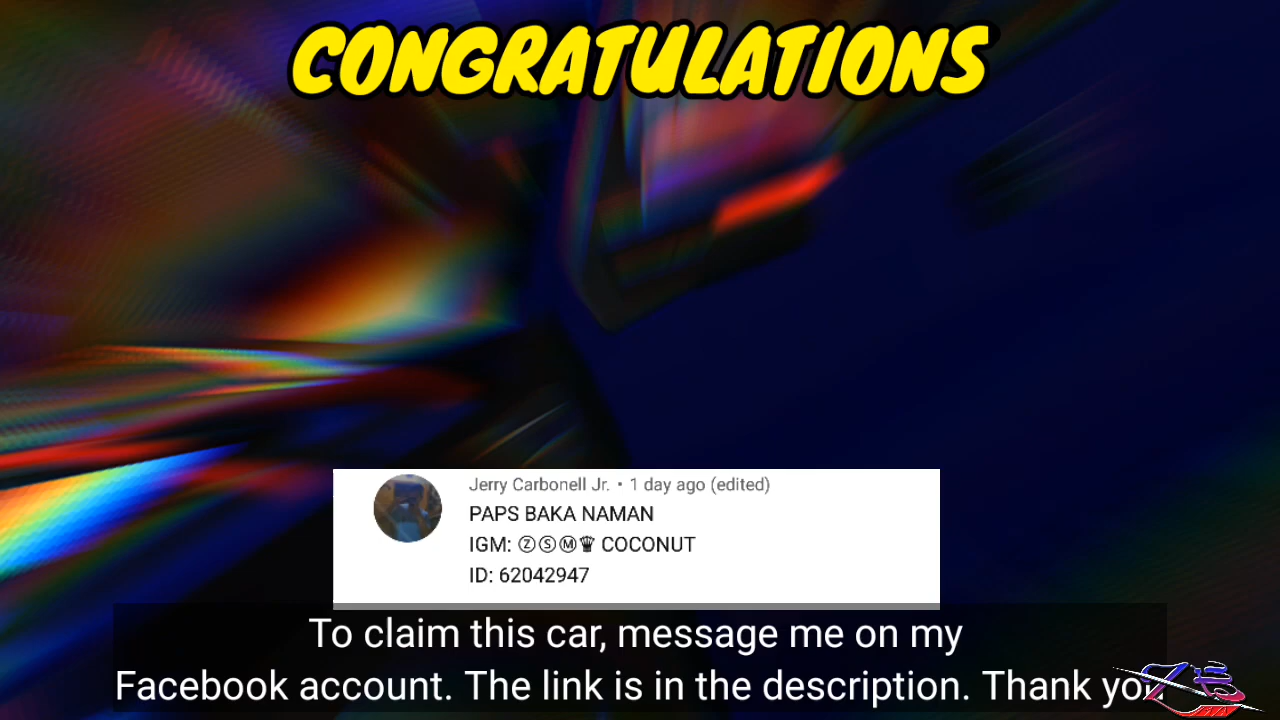 CONGRATULATIONS
Jerry Carbonell Jr. • 1 day ago (edited)
PAPS BAKA NAMAN
IGM: ⓏⓈⓂ♛ COCONUT
ID: 62042947
To claim this car, message me on my
Facebook account. The link is in the description. Thank you